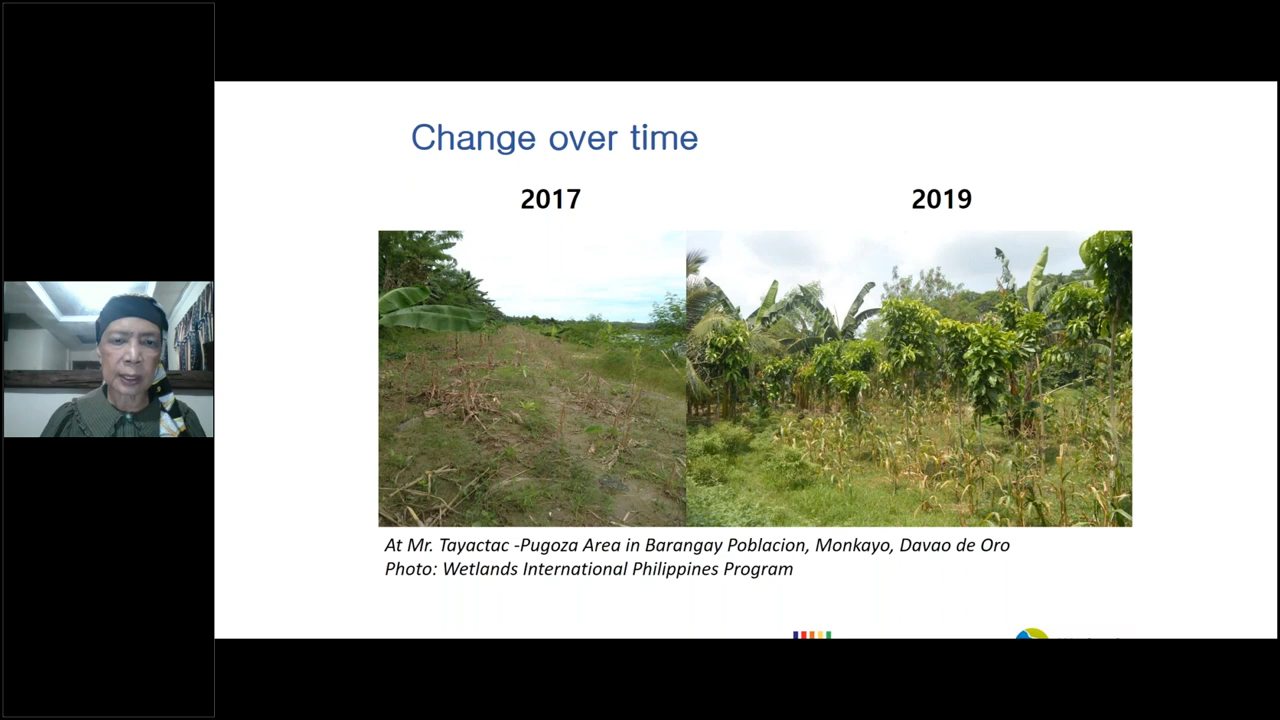 Change over time
2017
2019
At Mr. Tayactac -Pugoza Area in Barangay Poblacion, Monkayo, Davao de Oro
Photo: Wetlands International Philippines Program